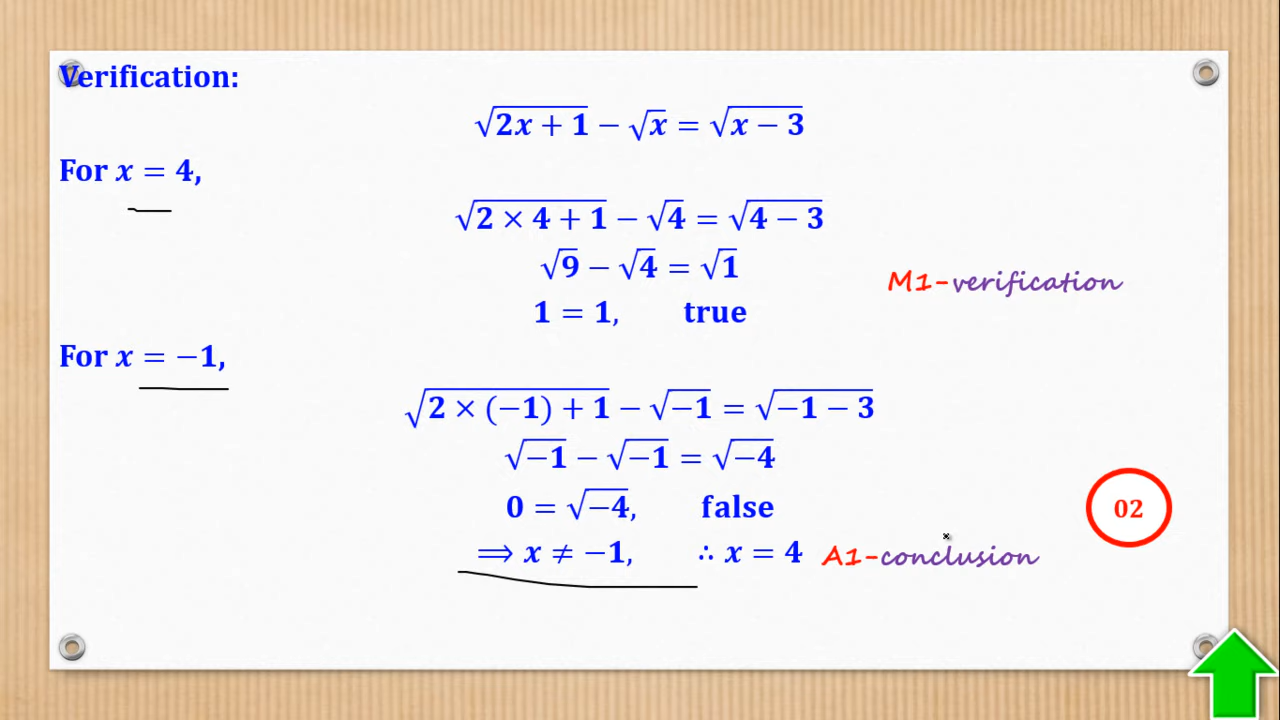 Verification:
√(2x + 1) − √x = √(x − 3)
For x = 4,
√(2 × 4 + 1) − √4 = √(4 − 3)
√9 − √4 = √1
M1-verification
1 = 1, true
For x = −1,
√(2 × (−1) + 1) − √(−1) = √(−1 − 3)
√(−1) − √(−1) = √(−4)
0 = √(−4), false
02
⟹ x ≠ −1, ∴ x = 4 A1-conclusion